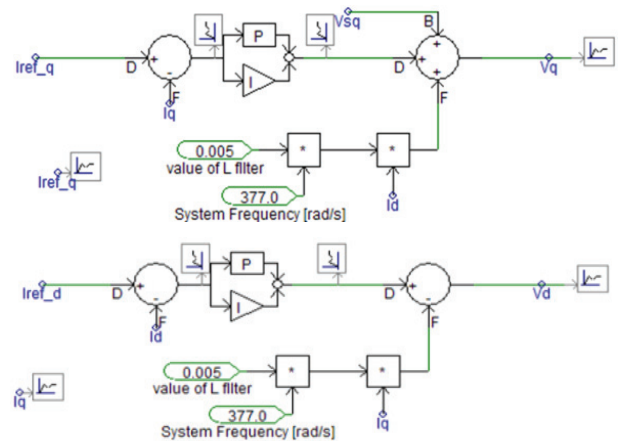 Vsq
B
P
I
Iref_q
D
+
-
F
Iq
D
+
+
+
F
Vq
0.005
value of L filter
*
*
377.0
System Frequency [rad/s]
Id
Iref_q
P
I
Iref_d
D
+
-
F
Id
D
+
-
F
Vd
0.005
value of L filter
*
*
377.0
System Frequency [rad/s]
Iq
Iq